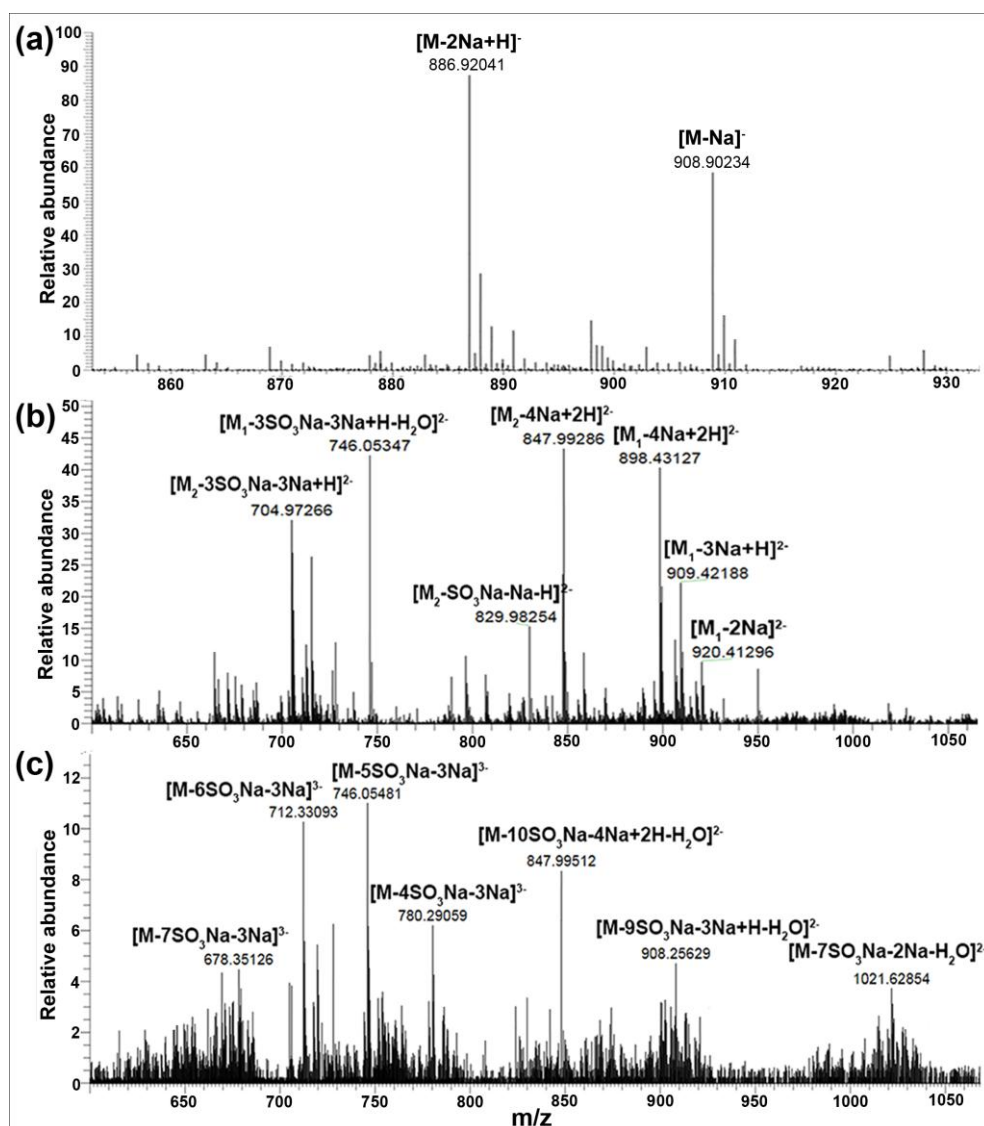 (a)
Relative abundance
100
90
80
70
60
50
40
30
20
10
0
[M-2Na+H]-
886.92041
[M-Na]-
908.90234
860 870 880 890 900 910 920 930
(b)
Relative abundance
50
45
40
35
30
25
20
15
10
5
0
[M1-3SO3Na-3Na+H-H2O]2-
746.05347
[M2-4Na+2H]2-
847.99286
[M1-4Na+2H]2-
898.43127
[M2-3SO3Na-3Na+H]2-
704.97266
[M1-3Na+H]2-
909.42188
[M2-SO3Na-Na-H]2-
829.98254
[M1-2Na]2-
920.41296
650 700 750 800 850 900 950 1000 1050
(c)
Relative abundance
12
10
8
6
4
2
0
[M-5SO3Na-3Na]3-
746.05481
[M-6SO3Na-3Na]3-
712.33093
[M-10SO3Na-4Na+2H-H2O]2-
847.99512
[M-4SO3Na-3Na]3-
780.29059
[M-7SO3Na-3Na]3-
678.35126
[M-9SO3Na-3Na+H-H2O]2-
908.25629
[M-7SO3Na-2Na-H2O]2-
1021.62854
650 700 750 800 850 900 950 1000 1050
m/z